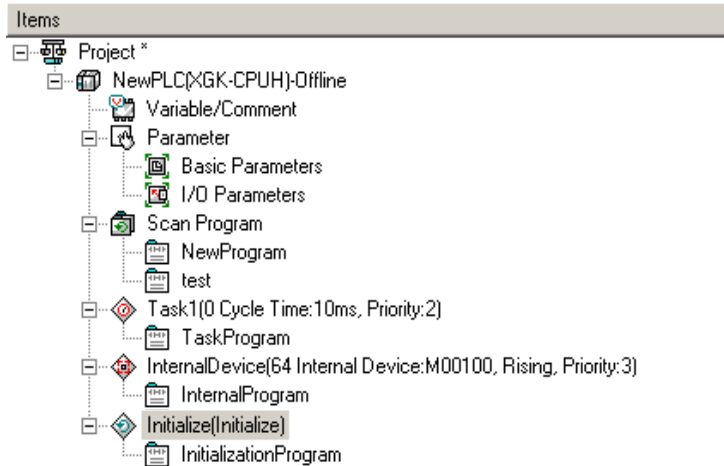 Items
Project *
NewPLC(XGK-CPUH)-Offline
Variable/Comment
Parameter
Basic Parameters
I/O Parameters
Scan Program
NewProgram
test
Task1(0 Cycle Time:10ms, Priority:2)
TaskProgram
InternalDevice(64 Internal Device:M00100, Rising, Priority:3)
InternalProgram
Initialize(Initialize)
InitializationProgram